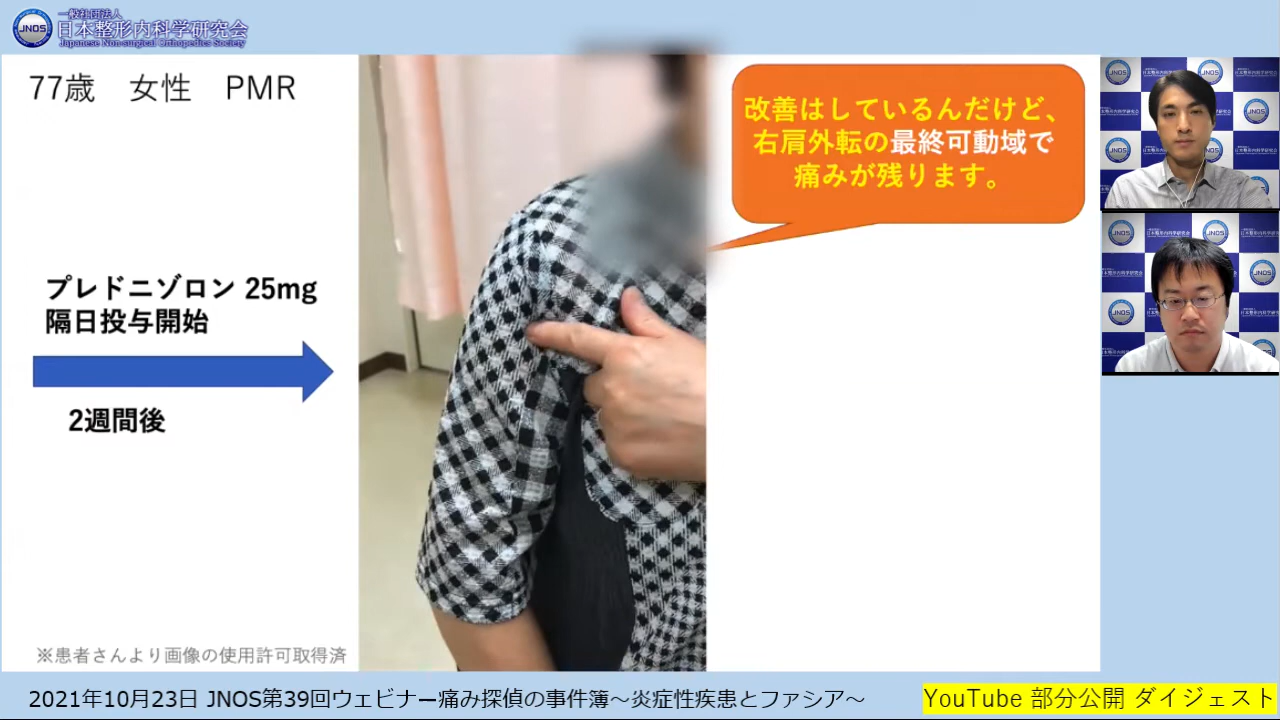 JNOS
一般社団法人
日本整形内科学研究会
Japanese Non-surgical Orthopedics Society
77歳 女性 PMR
改善はしているんだけど、
右肩外転の最終可動域で
痛みが残ります。
プレドニゾロン 25mg
隔日投与開始
2週間後
※患者さんより画像の使用許可取得済
2021年10月23日 JNOS第39回ウェビナー痛み探偵の事件簿～炎症性疾患とファシア～
YouTube 部分公開 ダイジェスト